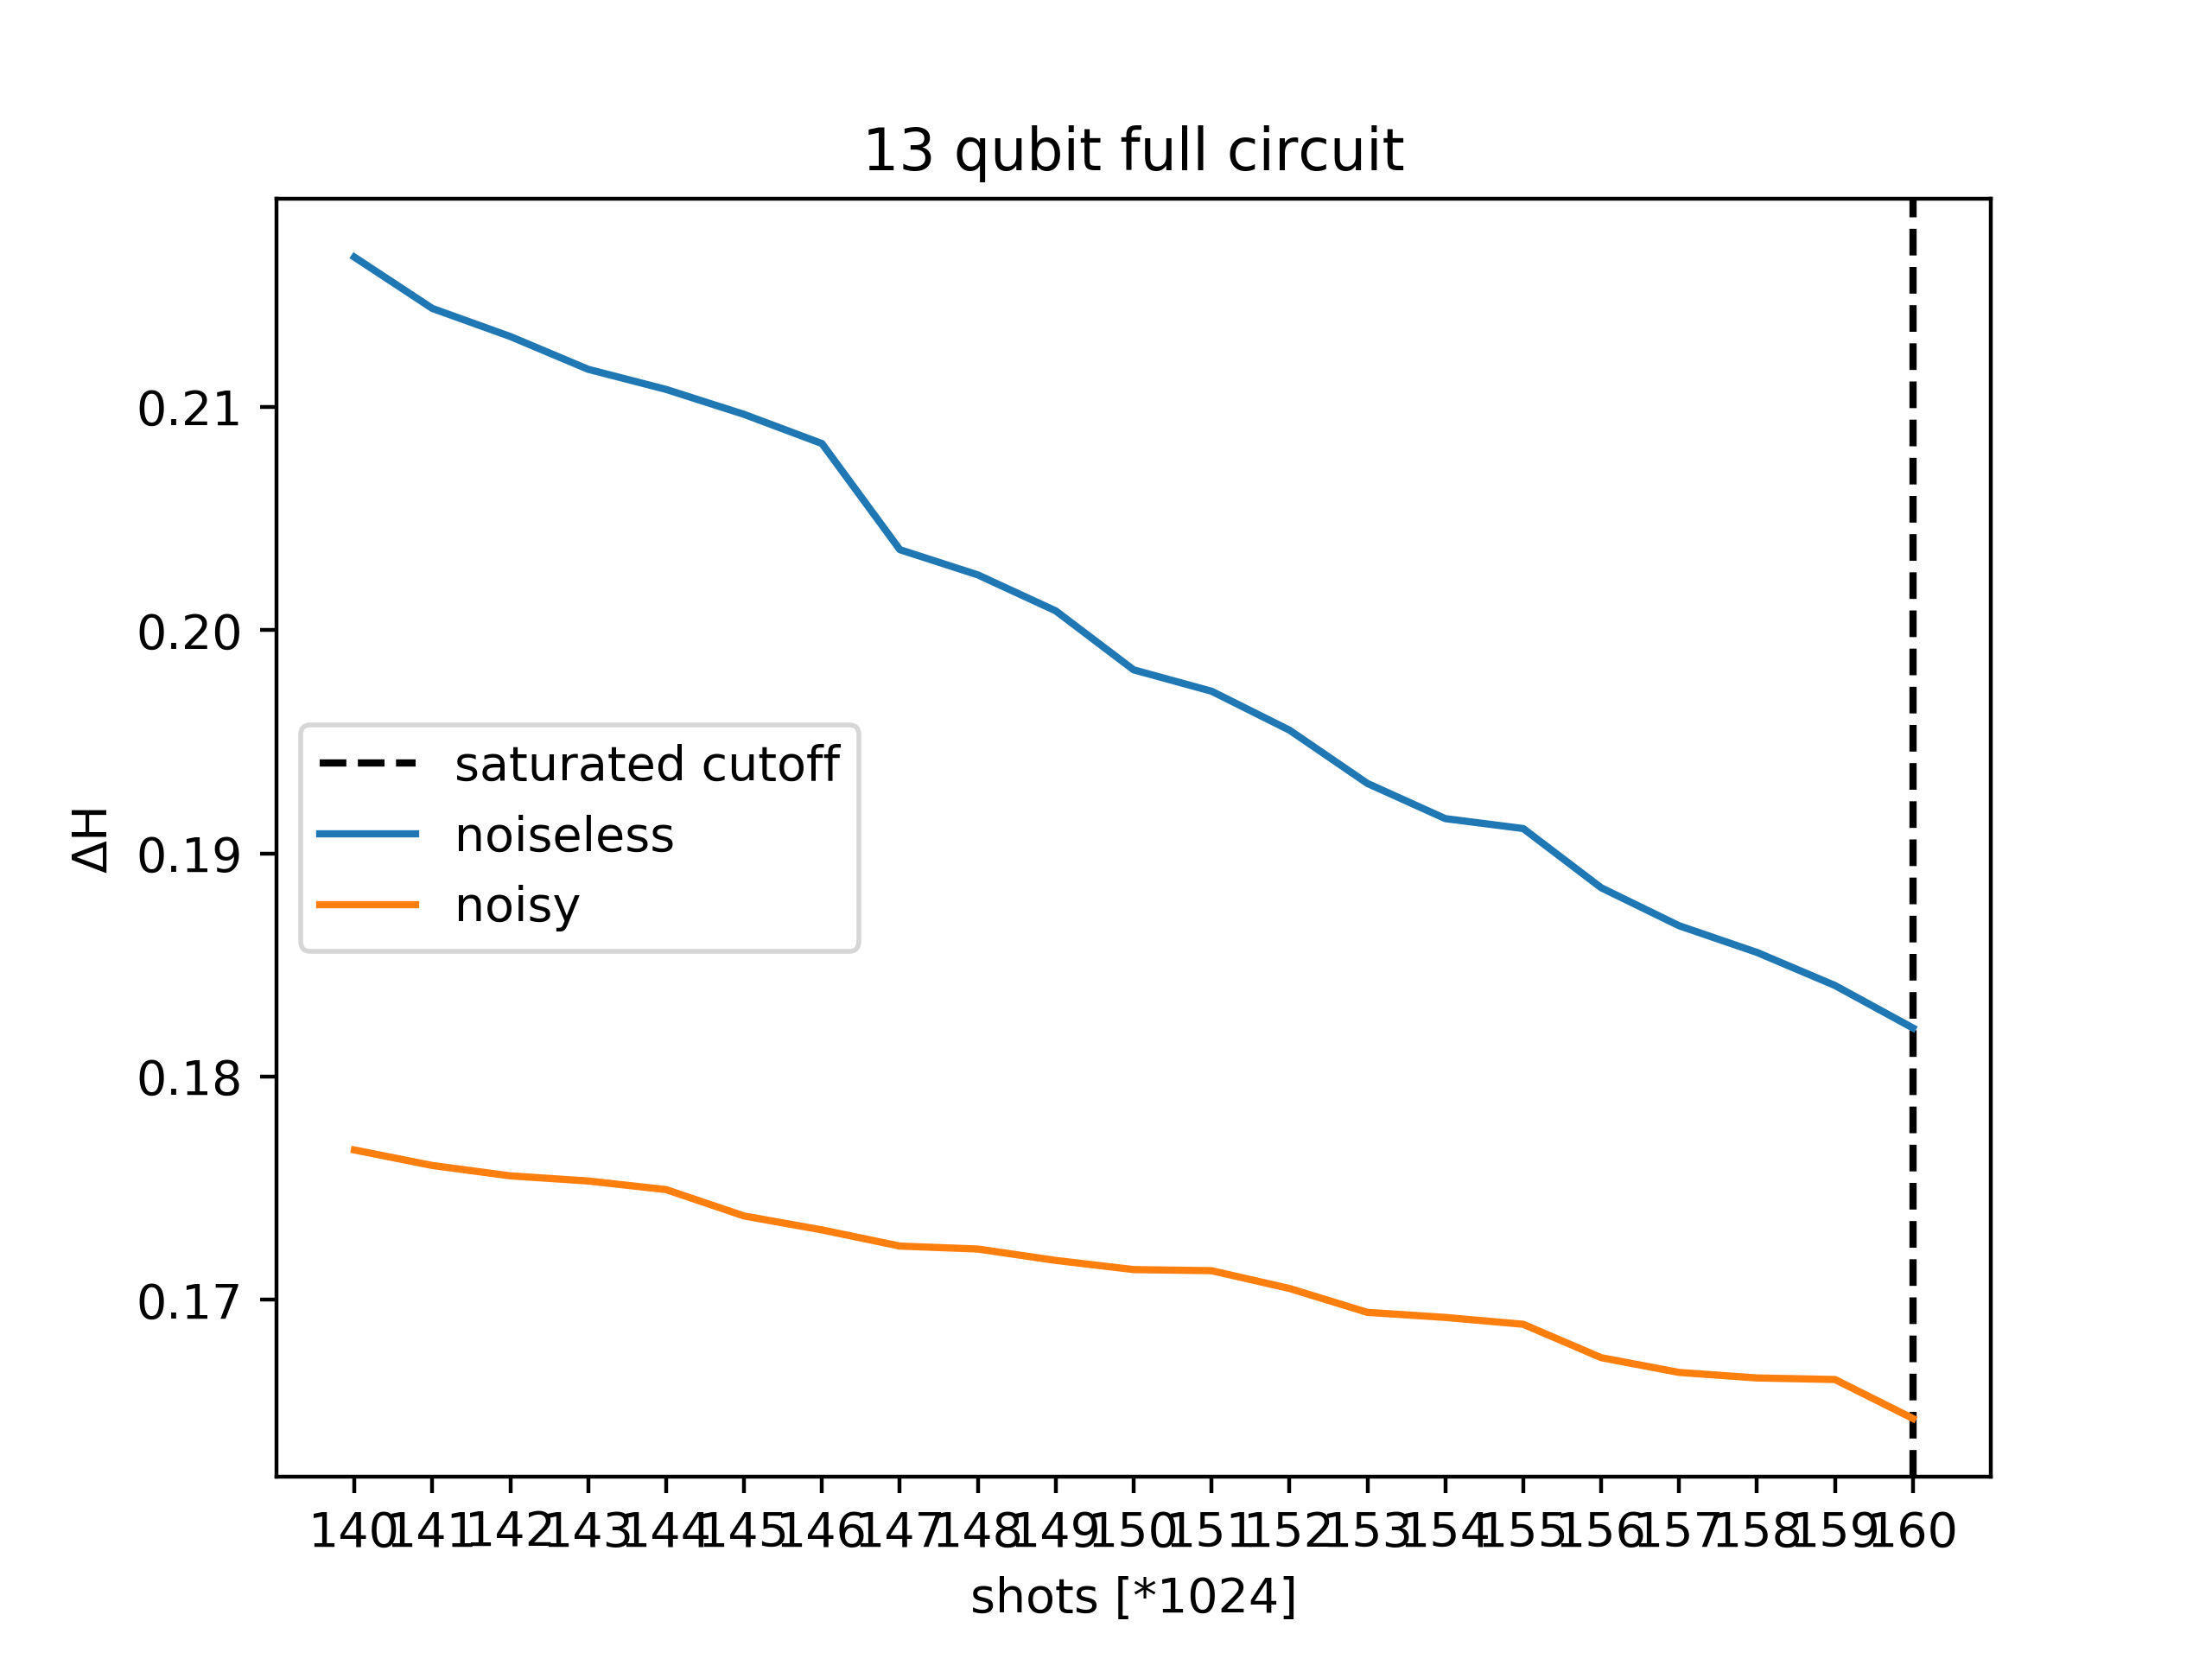 13 qubit full circuit
0.21
0.20
0.19
0.18
0.17
ΔH
saturated cutoff
noiseless
noisy
140 141 142 143 144 145 146 147 148 149 150 151 152 153 154 155 156 157 158 159 160
shots [*1024]